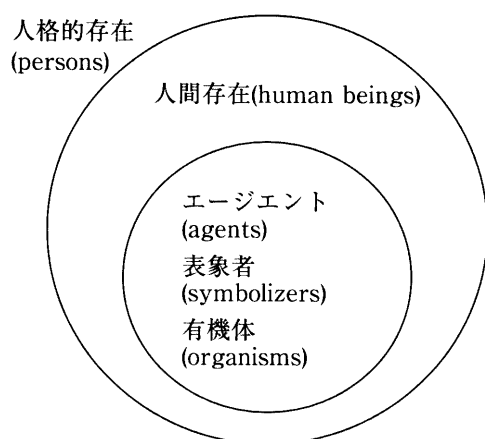 人格的存在
(persons)
人間存在(human beings)
エージェント
(agents)
表象者
(symbolizers)
有機体
(organisms)